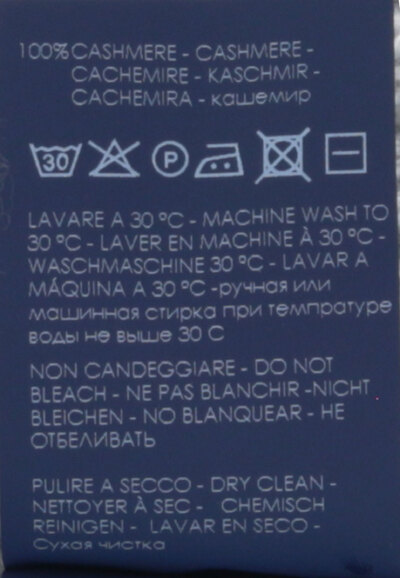 100% CASHMERE - CASHMERE -
CACHEMIRE - KASCHMIR -
CACHEMIRA - кашемир
30 P
LAVARE A 30 °C - MACHINE WASH TO
30 °C - LAVER EN MACHINE À 30 °C -
WASCHMASCHINE 30 °C - LAVAR A
MÁQUINA A 30 °C -ручная или
машинная стирка при темпратуре
воды не выше 30 C
NON CANDEGGIARE - DO NOT
BLEACH - NE PAS BLANCHIR -NICHT
BLEICHEN - NO BLANQUEAR - НЕ
ОТБЕЛИВАТЬ
PULIRE A SECCO - DRY CLEAN -
NETTOYER À SEC - CHEMISCH
REINIGEN - LAVAR EN SECO -
Сухая чистка